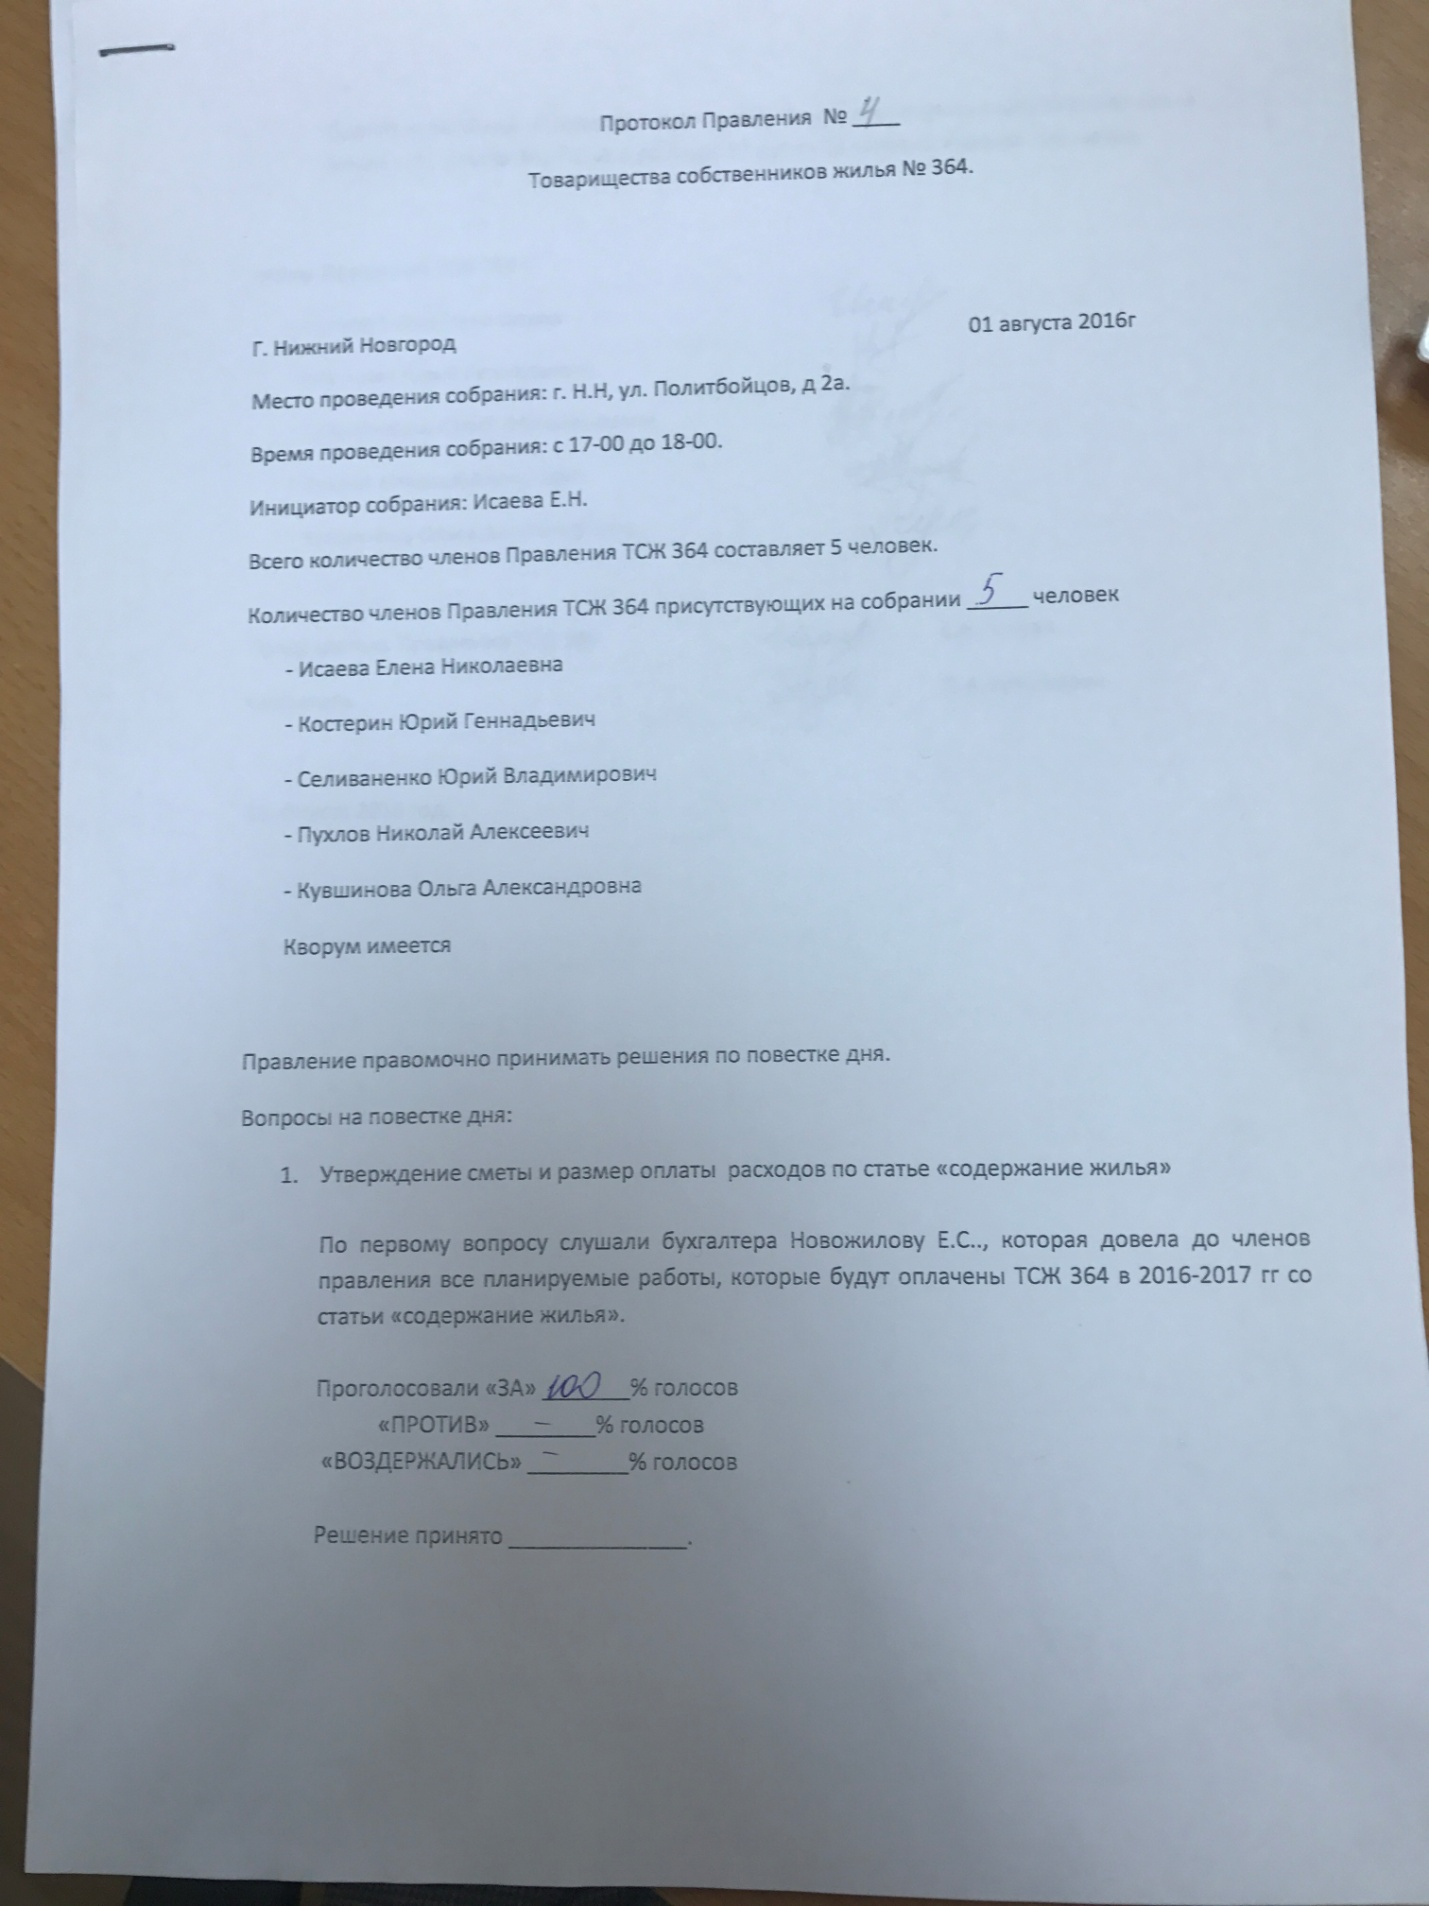 Протокол Правления № 4
Товарищества собственников жилья № 364.
01 августа 2016г
Г. Нижний Новгород
Место проведения собрания: г. Н.Н, ул. Политбойцов, д 2а.
Время проведения собрания: с 17-00 до 18-00.
Инициатор собрания: Исаева Е.Н.
Всего количество членов Правления ТСЖ 364 составляет 5 человек.
Количество членов Правления ТСЖ 364 присутствующих на собрании 5 человек
- Исаева Елена Николаевна
- Костерин Юрий Геннадьевич
- Селиваненко Юрий Владимирович
- Пухлов Николай Алексеевич
- Кувшинова Ольга Александровна
Кворум имеется
Правление правомочно принимать решения по повестке дня.
Вопросы на повестке дня:
1. Утверждение сметы и размер оплаты расходов по статье «содержание жилья»
По первому вопросу слушали бухгалтера Новожилову Е.С.., которая довела до членов
правления все планируемые работы, которые будут оплачены ТСЖ 364 в 2016-2017 гг со
статьи «содержание жилья».
Проголосовали «ЗА» 100 % голосов
«ПРОТИВ» — % голосов
«ВОЗДЕРЖАЛИСЬ» — % голосов
Решение принято _______________.